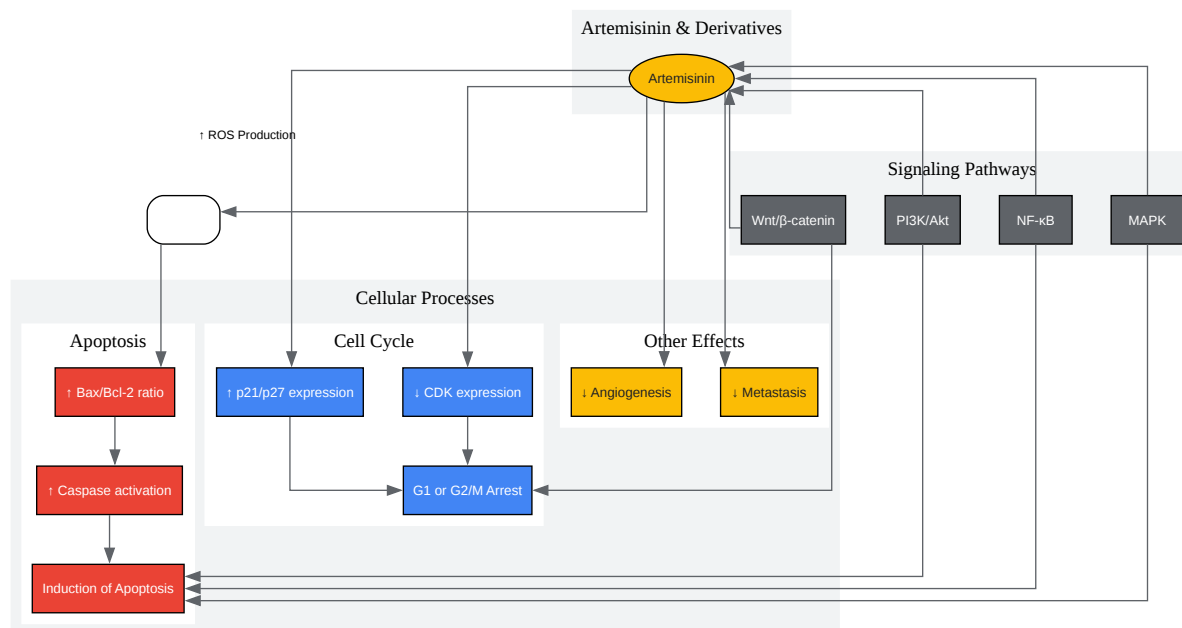 Artemisinin & Derivatives
Artemisinin
↑ ROS Production
Signaling Pathways
Wnt/β-catenin
PI3K/Akt
NF-κB
MAPK
Cellular Processes
Apoptosis
Cell Cycle
Other Effects
↑ Bax/Bcl-2 ratio
↑ p21/p27 expression
↓ CDK expression
↓ Angiogenesis
↓ Metastasis
↑ Caspase activation
G1 or G2/M Arrest
Induction of Apoptosis